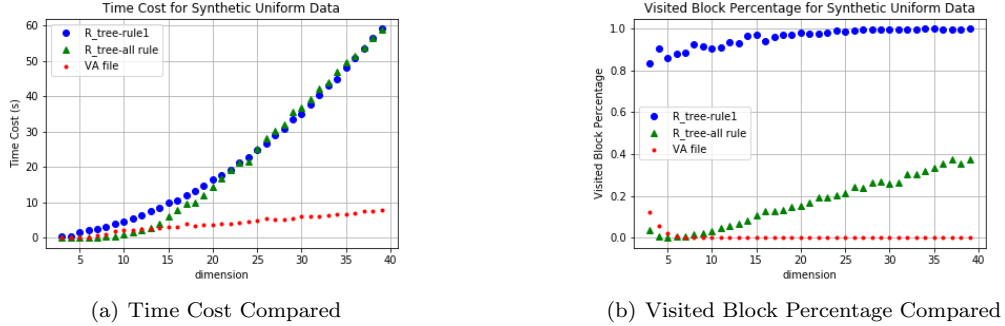 Time Cost for Synthetic Uniform Data
60
50
40
30
20
10
0
Time Cost (s)
R_tree-rule1
R_tree-all rule
VA file
5 10 15 20 25 30 35 40
dimension
(a) Time Cost Compared
Visited Block Percentage for Synthetic Uniform Data
1.0
0.8
0.6
0.4
0.2
0.0
Visited Block Percentage
R_tree-rule1
R_tree-all rule
VA file
5 10 15 20 25 30 35 40
dimension
(b) Visited Block Percentage Compared